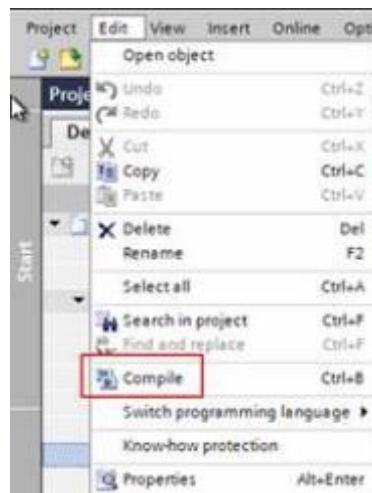 Project Edit View Insert Online Opt
Open object
Proje
Undo Ctrl+Z
De
Redo Ctrl+Y
Cut Ctrl+X
Copy Ctrl+C
Paste Ctrl+V
Delete Del
Rename F2
Start
Select all Ctrl+A
Search in project Ctrl+F
Find and replace Ctrl+F
Compile Ctrl+B
Switch programming language
Know-how protection
Properties Alt+Enter